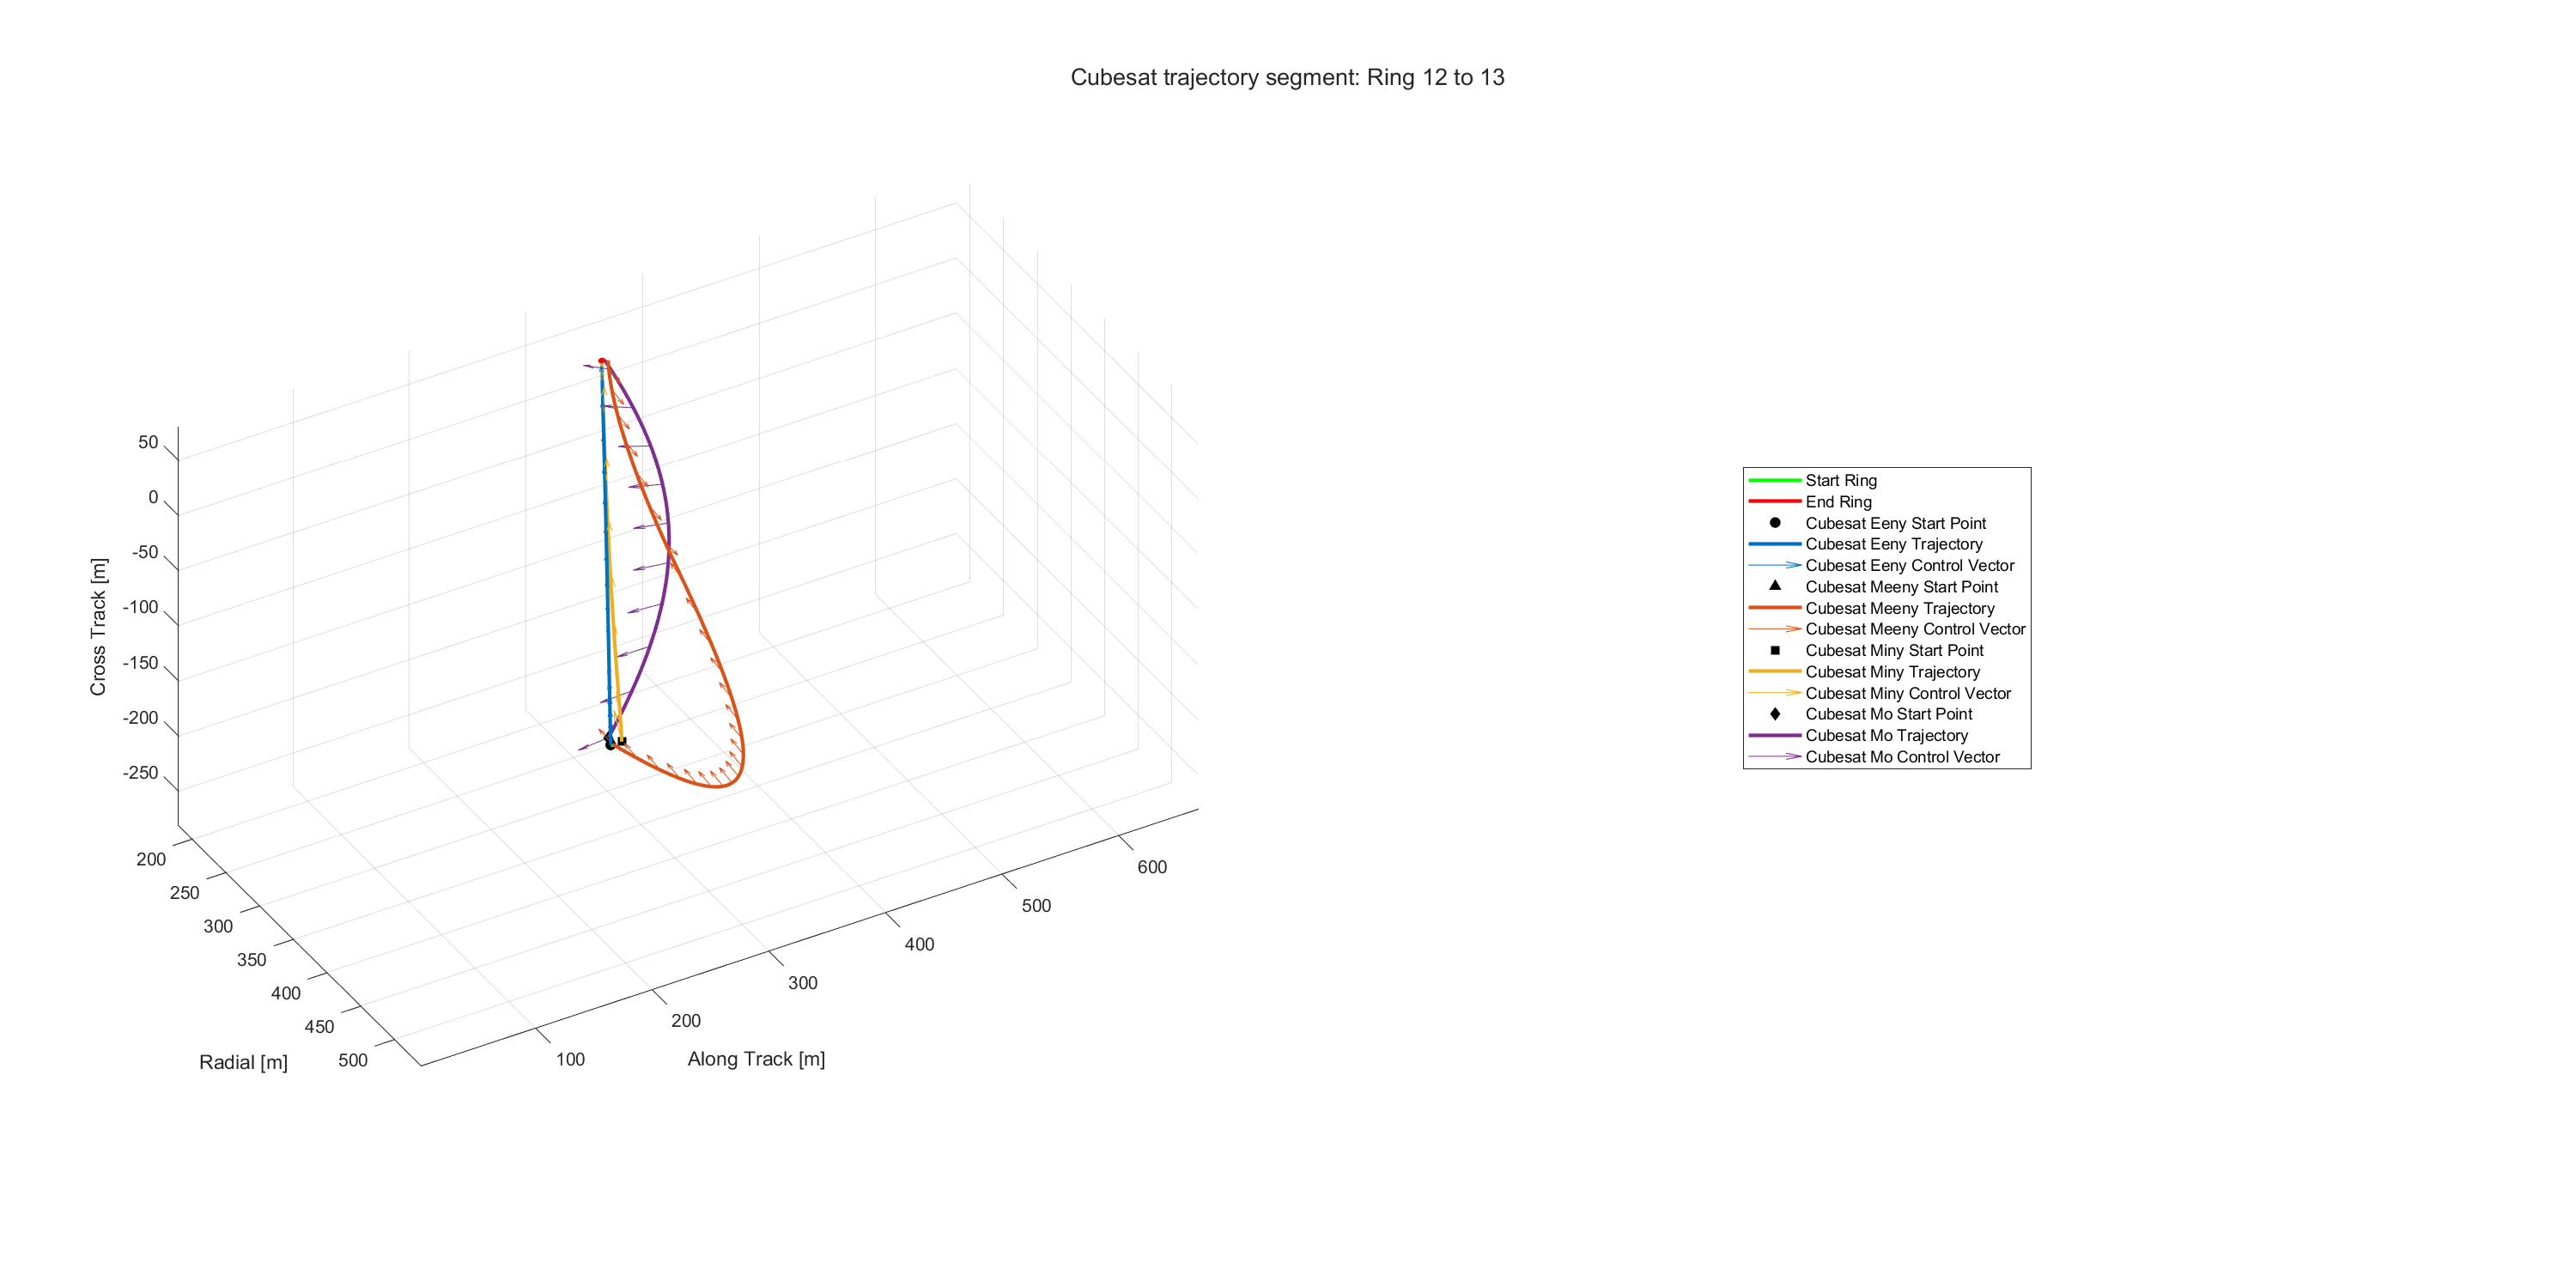 Cubesat trajectory segment: Ring 12 to 13
50
0
-50
-100
-150
-200
-250
Cross Track [m]
200
250
300
350
400
450
500
Radial [m]
100
200
300
400
500
600
Along Track [m]
Start Ring
End Ring
Cubesat Eeny Start Point
Cubesat Eeny Trajectory
Cubesat Eeny Control Vector
Cubesat Meeny Start Point
Cubesat Meeny Trajectory
Cubesat Meeny Control Vector
Cubesat Miny Start Point
Cubesat Miny Trajectory
Cubesat Miny Control Vector
Cubesat Mo Start Point
Cubesat Mo Trajectory
Cubesat Mo Control Vector